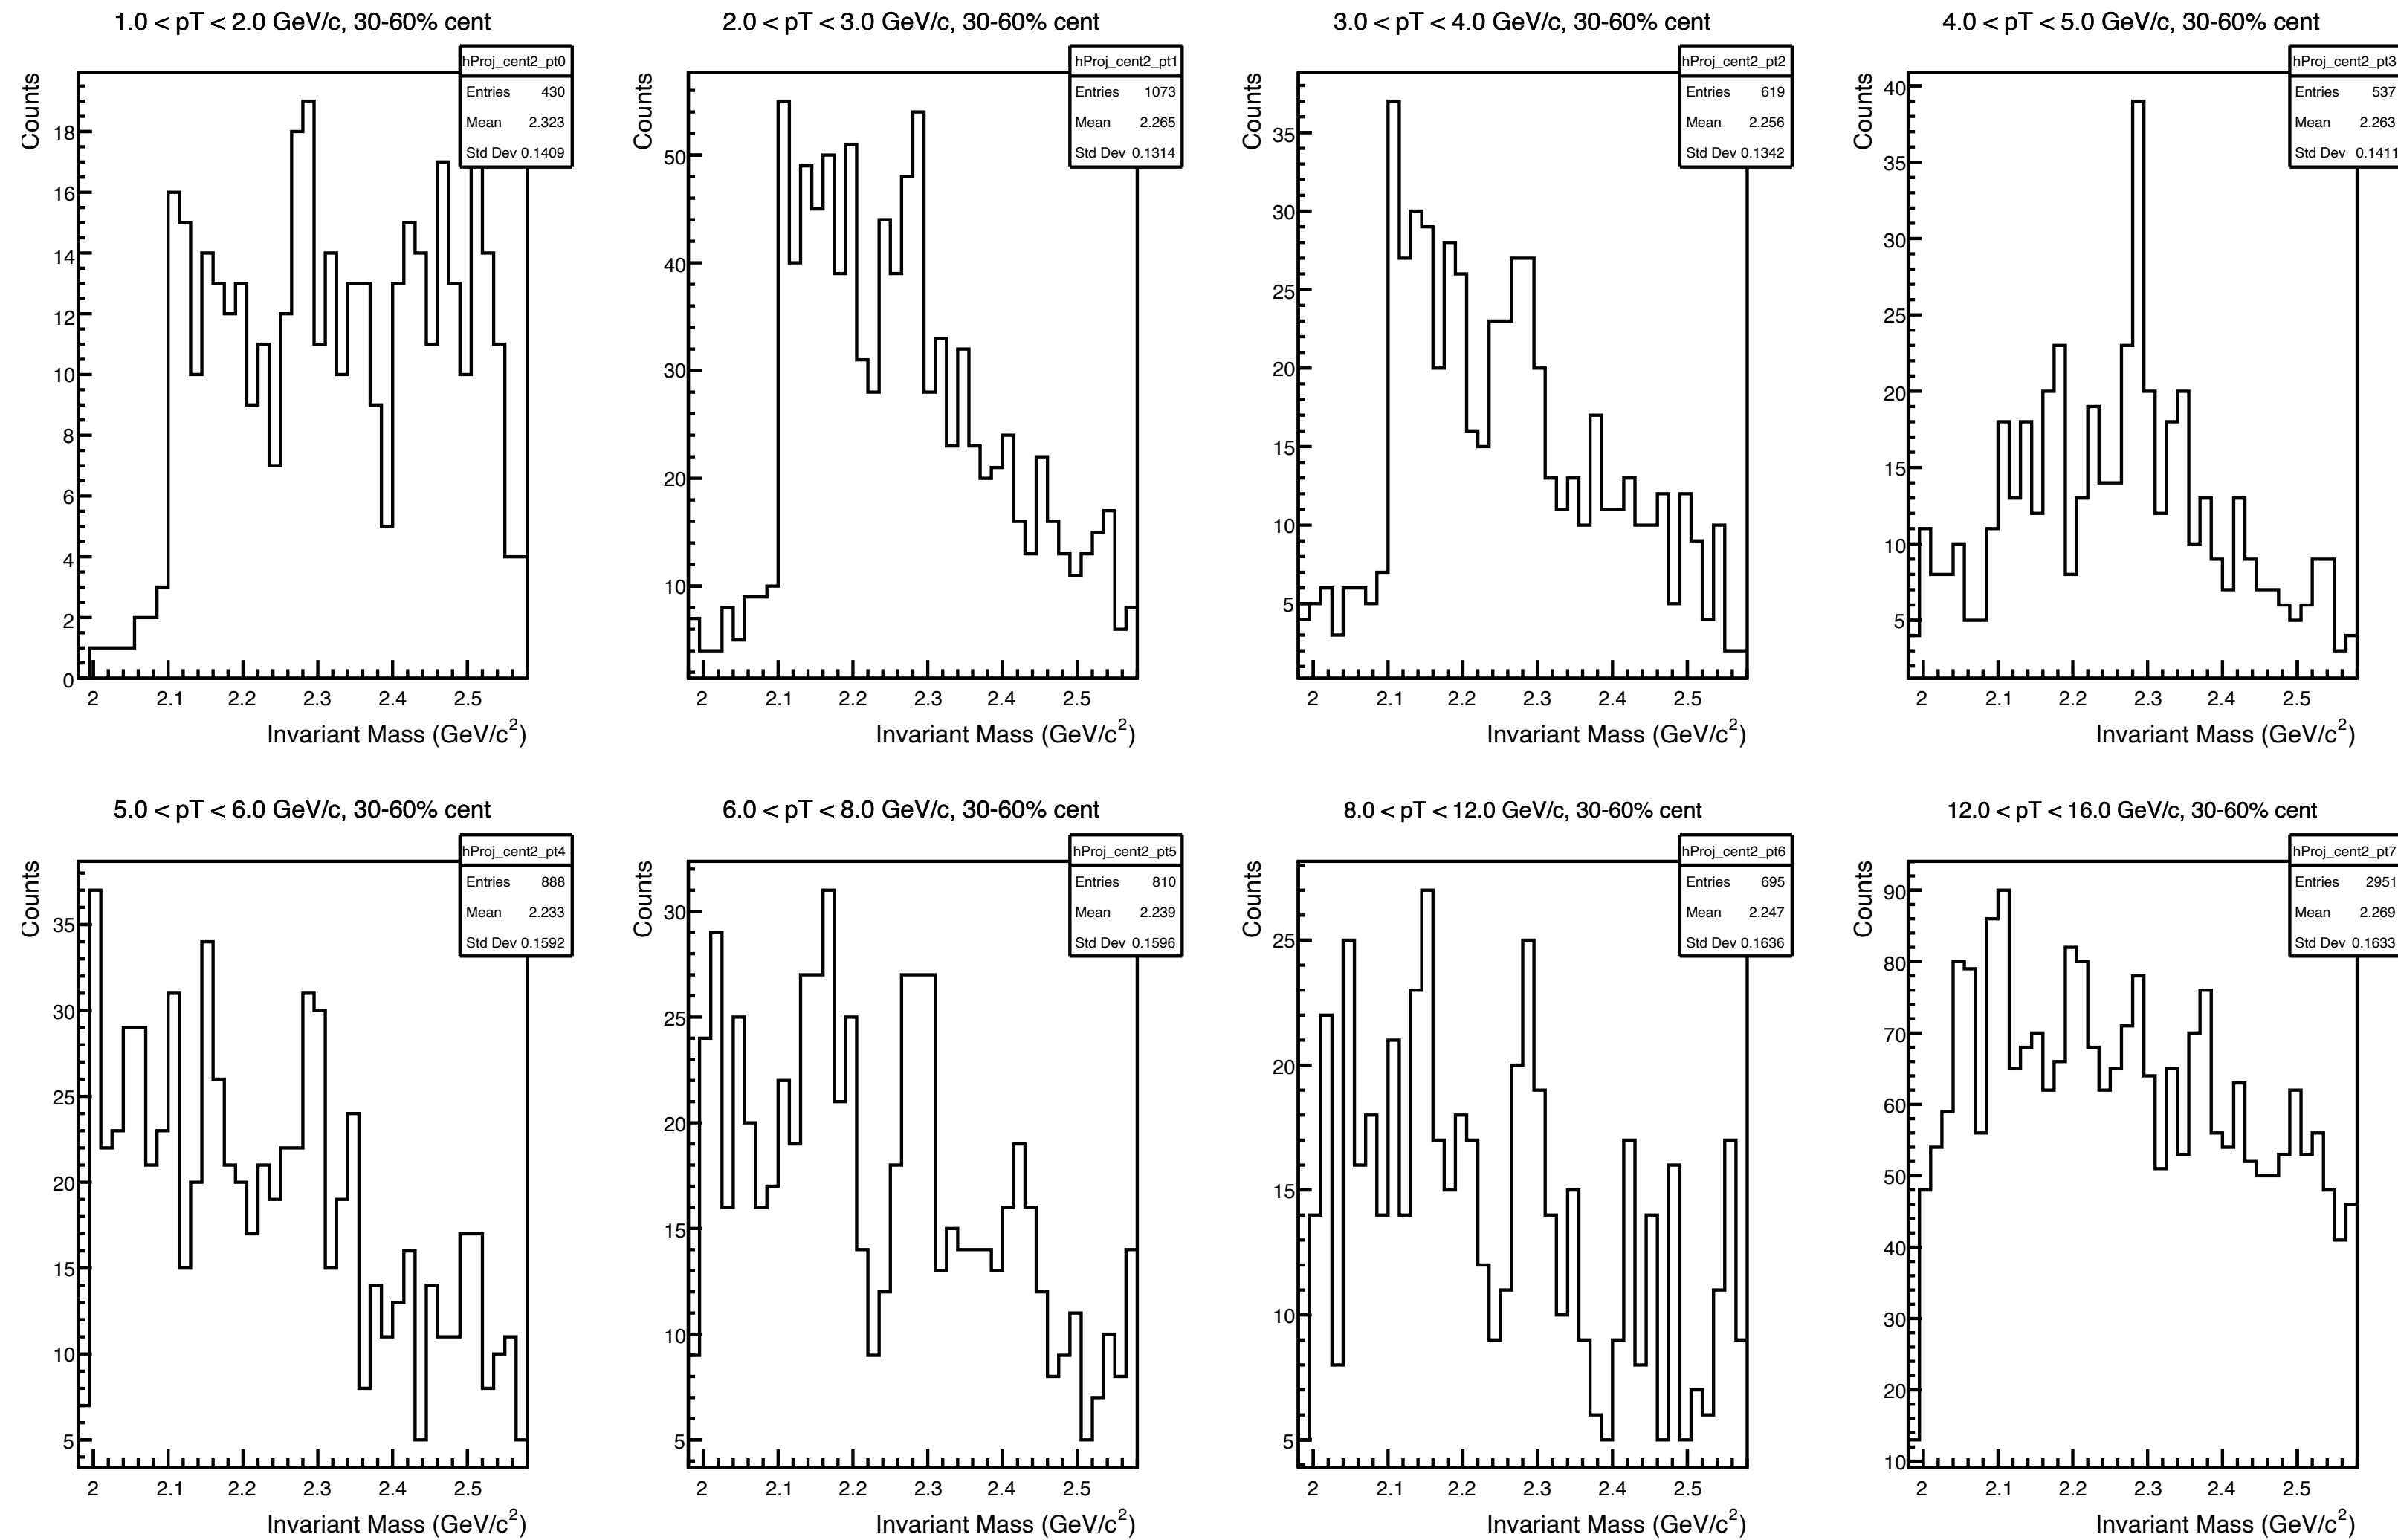 1.0 < pT < 2.0 GeV/c, 30-60% cent
hProj_cent2_pt0
Entries 430
Mean 2.323
Std Dev 0.1409
Counts
18
16
14
12
10
8
6
4
2
0
2 2.1 2.2 2.3 2.4 2.5
Invariant Mass (GeV/c²)
2.0 < pT < 3.0 GeV/c, 30-60% cent
hProj_cent2_pt1
Entries 1073
Mean 2.265
Std Dev 0.1314
Counts
50
40
30
20
10
2 2.1 2.2 2.3 2.4 2.5
Invariant Mass (GeV/c²)
3.0 < pT < 4.0 GeV/c, 30-60% cent
hProj_cent2_pt2
Entries 619
Mean 2.256
Std Dev 0.1342
Counts
35
30
25
20
15
10
5
2 2.1 2.2 2.3 2.4 2.5
Invariant Mass (GeV/c²)
4.0 < pT < 5.0 GeV/c, 30-60% cent
hProj_cent2_pt3
Entries 537
Mean 2.263
Std Dev 0.1411
Counts
40
35
30
25
20
15
10
5
2 2.1 2.2 2.3 2.4 2.5
Invariant Mass (GeV/c²)
5.0 < pT < 6.0 GeV/c, 30-60% cent
hProj_cent2_pt4
Entries 888
Mean 2.233
Std Dev 0.1592
Counts
35
30
25
20
15
10
5
2 2.1 2.2 2.3 2.4 2.5
Invariant Mass (GeV/c²)
6.0 < pT < 8.0 GeV/c, 30-60% cent
hProj_cent2_pt5
Entries 810
Mean 2.239
Std Dev 0.1596
Counts
30
25
20
15
10
5
2 2.1 2.2 2.3 2.4 2.5
Invariant Mass (GeV/c²)
8.0 < pT < 12.0 GeV/c, 30-60% cent
hProj_cent2_pt6
Entries 695
Mean 2.247
Std Dev 0.1636
Counts
25
20
15
10
5
2 2.1 2.2 2.3 2.4 2.5
Invariant Mass (GeV/c²)
12.0 < pT < 16.0 GeV/c, 30-60% cent
hProj_cent2_pt7
Entries 2951
Mean 2.269
Std Dev 0.1633
Counts
90
80
70
60
50
40
30
20
10
2 2.1 2.2 2.3 2.4 2.5
Invariant Mass (GeV/c²)